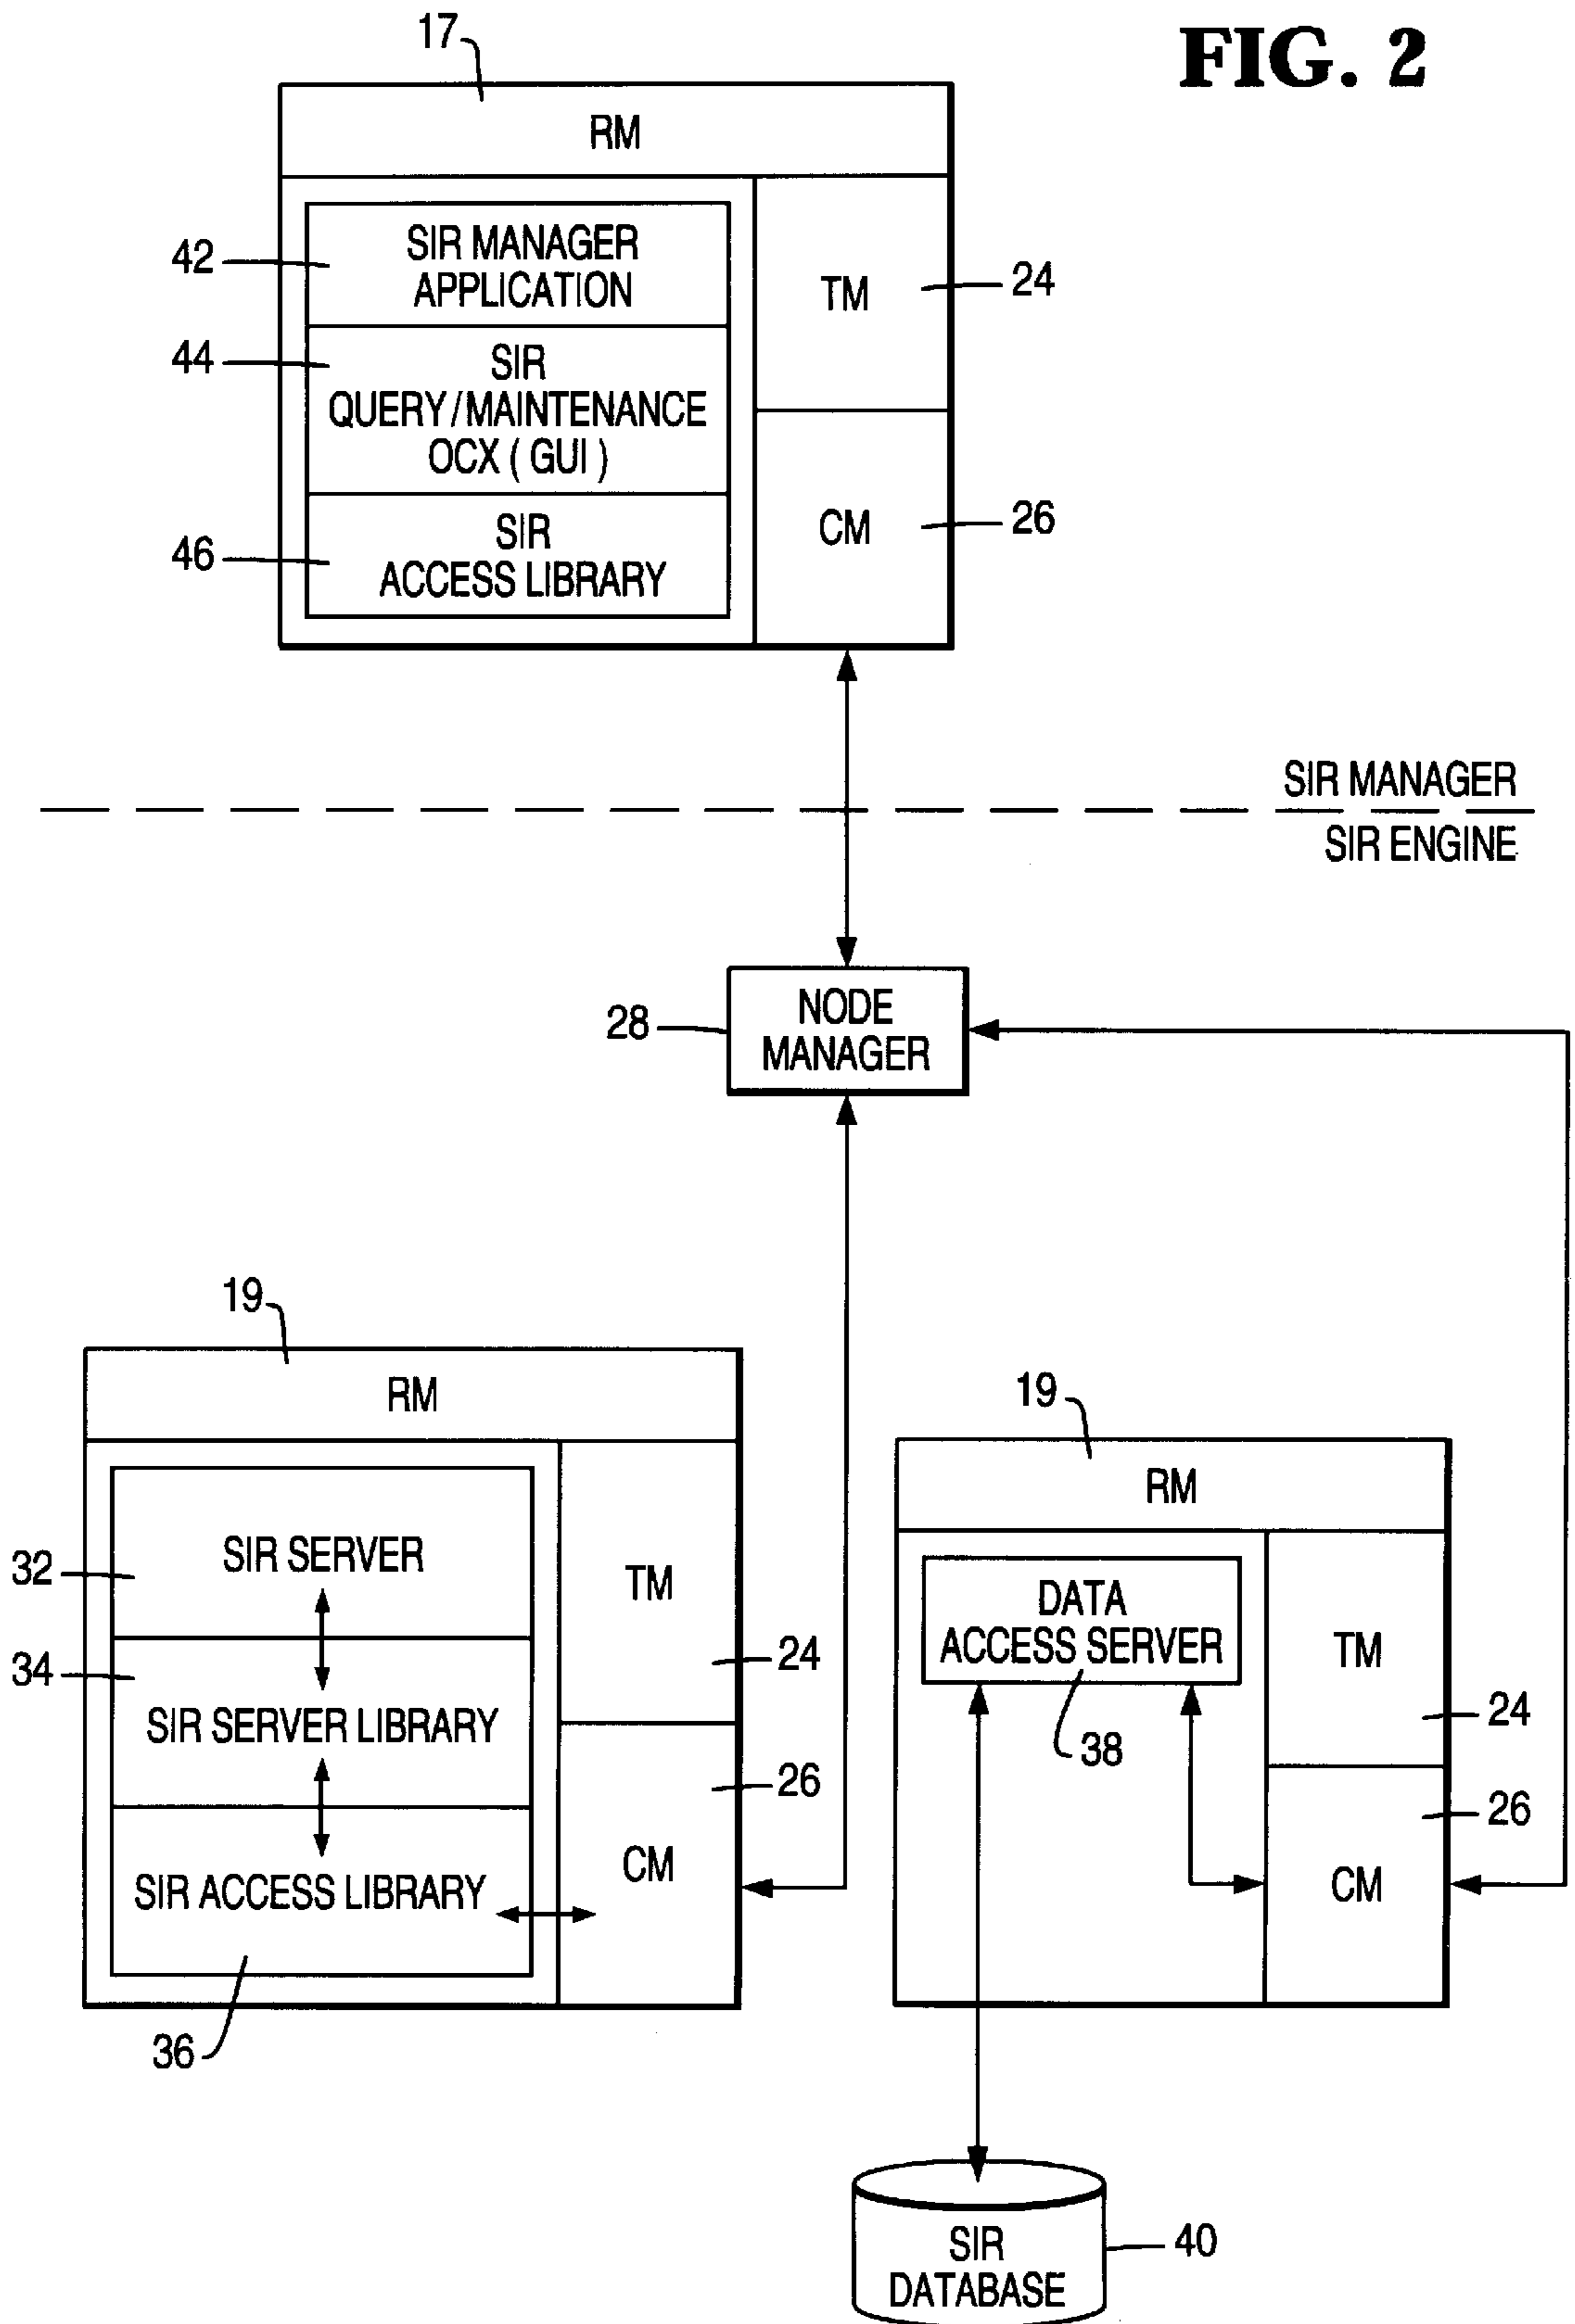 FIG. 2
17
RM
42
SIR MANAGER
APPLICATION
TM
24
44
SIR
QUERY/MAINTENANCE
OCX ( GUI )
CM
26
46
SIR
ACCESS LIBRARY
SIR MANAGER
SIR ENGINE
28
NODE
MANAGER
19
RM
32
SIR SERVER
TM
24
34
SIR SERVER LIBRARY
26
CM
SIR ACCESS LIBRARY
36
19
RM
DATA
ACCESS SERVER
38
TM
24
26
CM
SIR
DATABASE
40